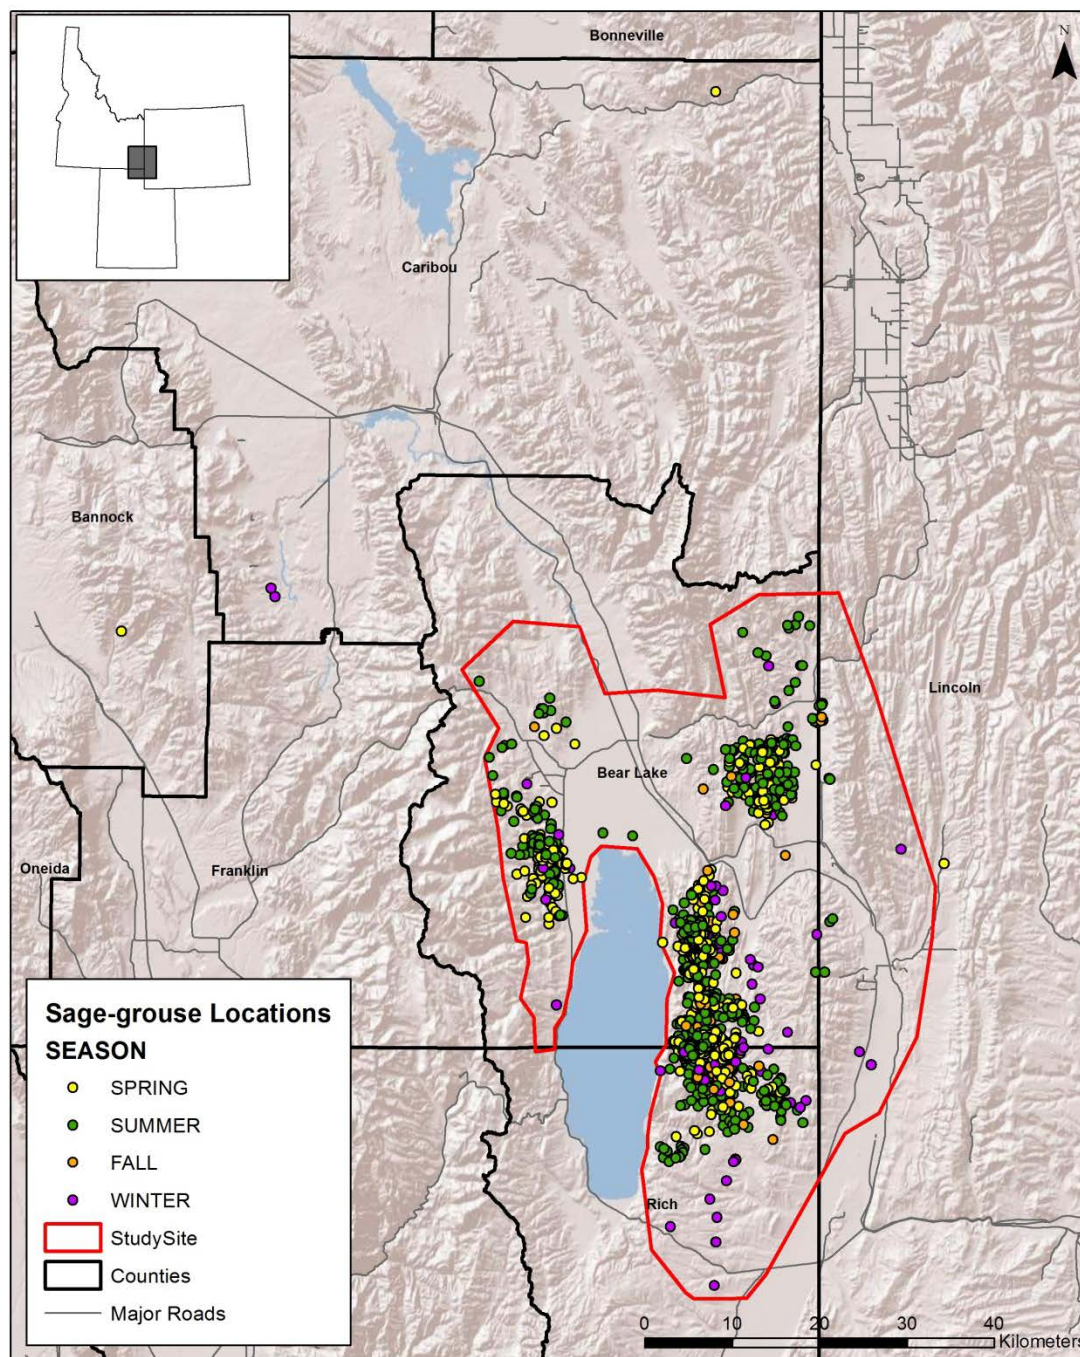 Bonneville
N
Caribou
Bannock
Lincoln
Bear Lake
Oneida
Franklin
Rich
Sage-grouse Locations
SEASON
SPRING
SUMMER
FALL
WINTER
StudySite
Counties
Major Roads
0 10 20 30 40
Kilometers